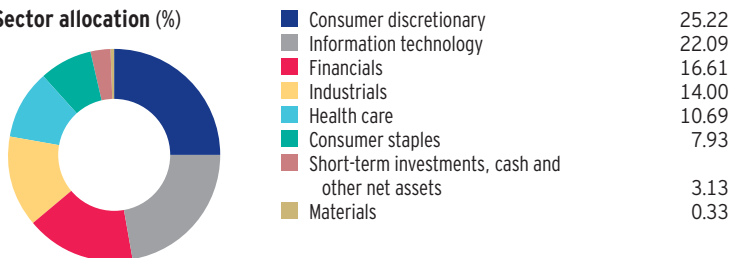 Sector allocation (%)
Consumer discretionary 25.22
Information technology 22.09
Financials 16.61
Industrials 14.00
Health care 10.69
Consumer staples 7.93
Short-term investments, cash and
other net assets 3.13
Materials 0.33